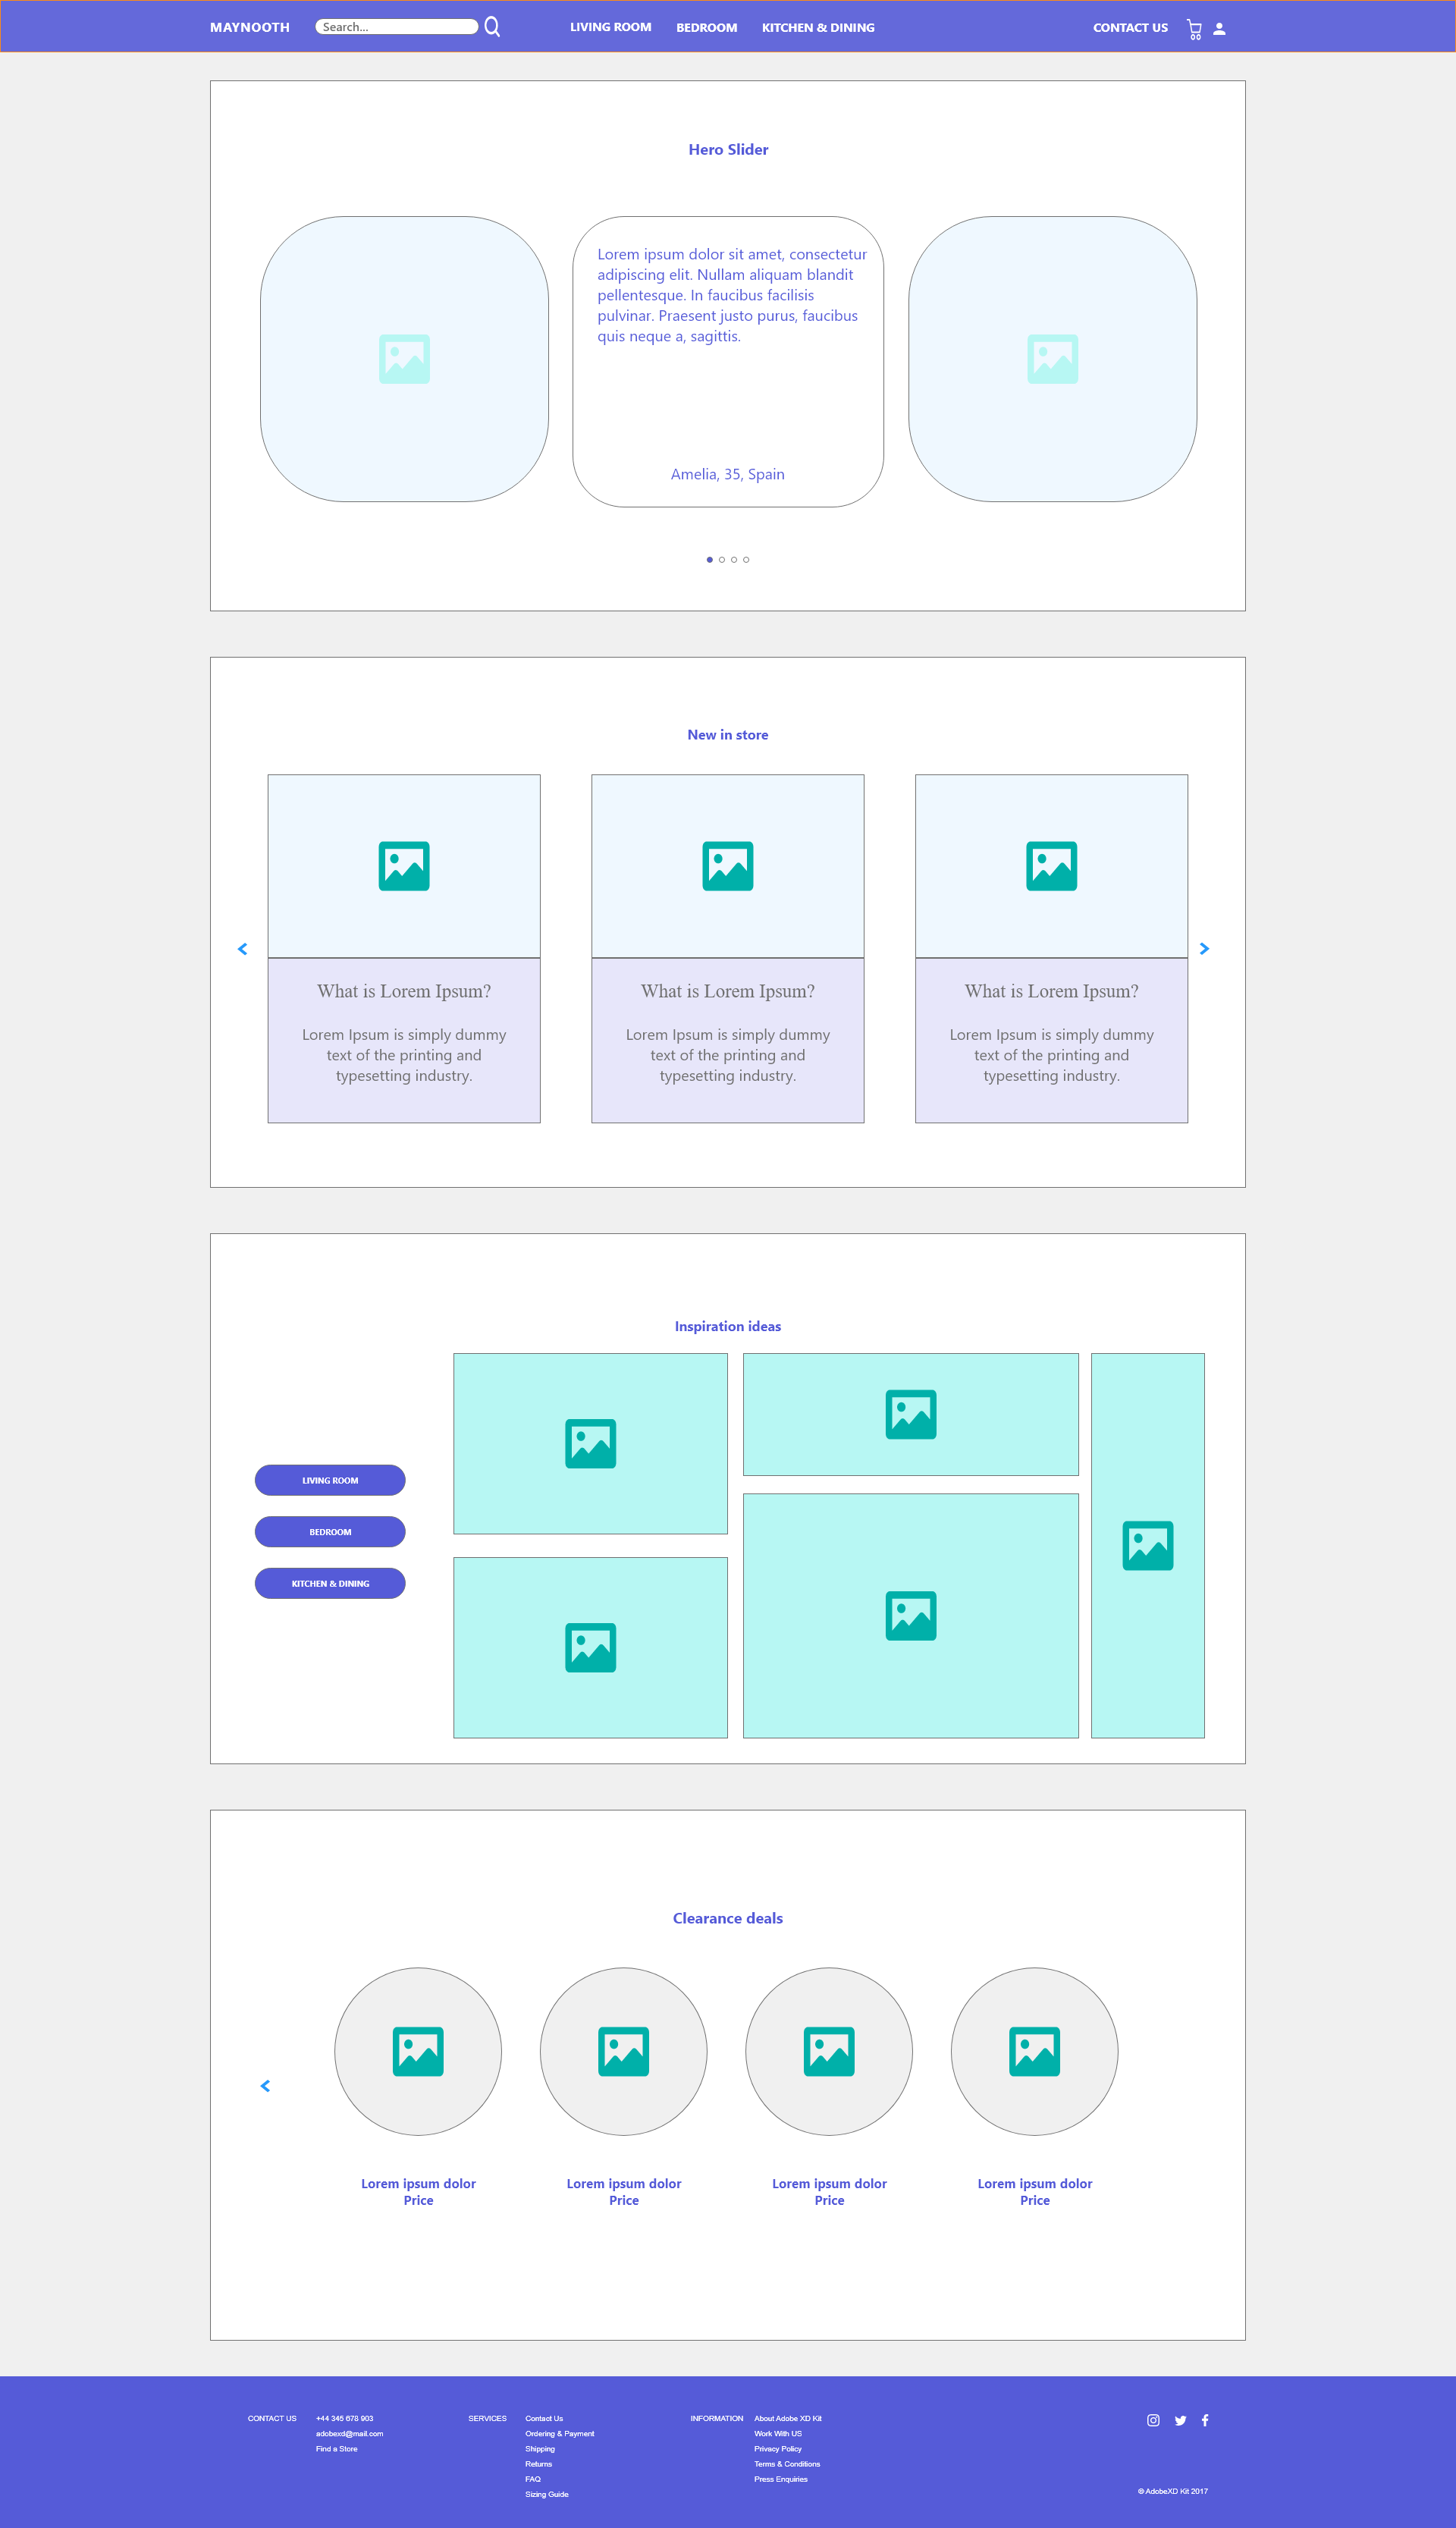 MAYNOOTH
Search...
LIVING ROOM
BEDROOM
KITCHEN & DINING
CONTACT US
Hero Slider
Lorem ipsum dolor sit amet, consectetur
adipiscing elit. Nullam aliquam blandit
pellentesque. In faucibus facilisis
pulvinar. Praesent justo purus, faucibus
quis neque a, sagittis.
Amelia, 35, Spain
New in store
What is Lorem Ipsum?
Lorem Ipsum is simply dummy
text of the printing and
typesetting industry.
What is Lorem Ipsum?
Lorem Ipsum is simply dummy
text of the printing and
typesetting industry.
What is Lorem Ipsum?
Lorem Ipsum is simply dummy
text of the printing and
typesetting industry.
Inspiration ideas
LIVING ROOM
BEDROOM
KITCHEN & DINING
Clearance deals
Lorem ipsum dolor
Price
Lorem ipsum dolor
Price
Lorem ipsum dolor
Price
Lorem ipsum dolor
Price
CONTACT US
+44 345 678 903
adobexd@mail.com
Find a Store
SERVICES
Contact Us
Ordering & Payment
Shipping
Returns
FAQ
Sizing Guide
INFORMATION
About Adobe XD Kit
Work With US
Privacy Policy
Terms & Conditions
Press Enquiries
© AdobeXD Kit 2017